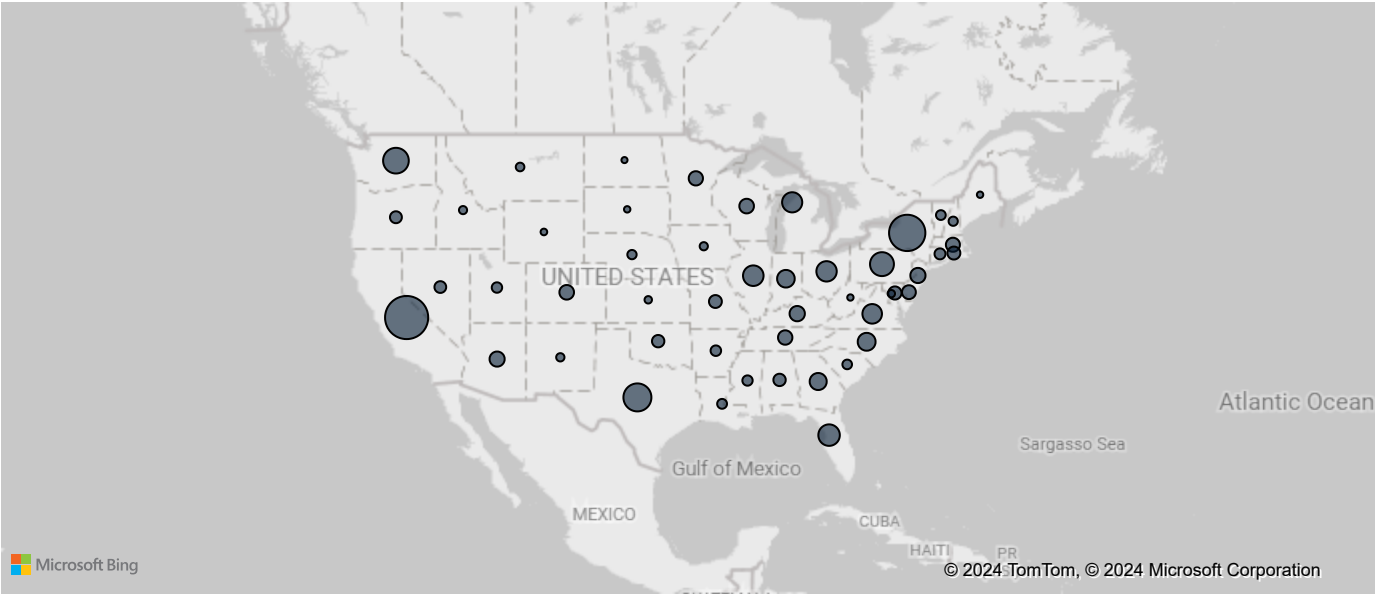 UNITED STATES
Atlantic Ocean
Sargasso Sea
Gulf of Mexico
MEXICO
CUBA
HAITI
PR
Microsoft Bing
© 2024 TomTom, © 2024 Microsoft Corporation